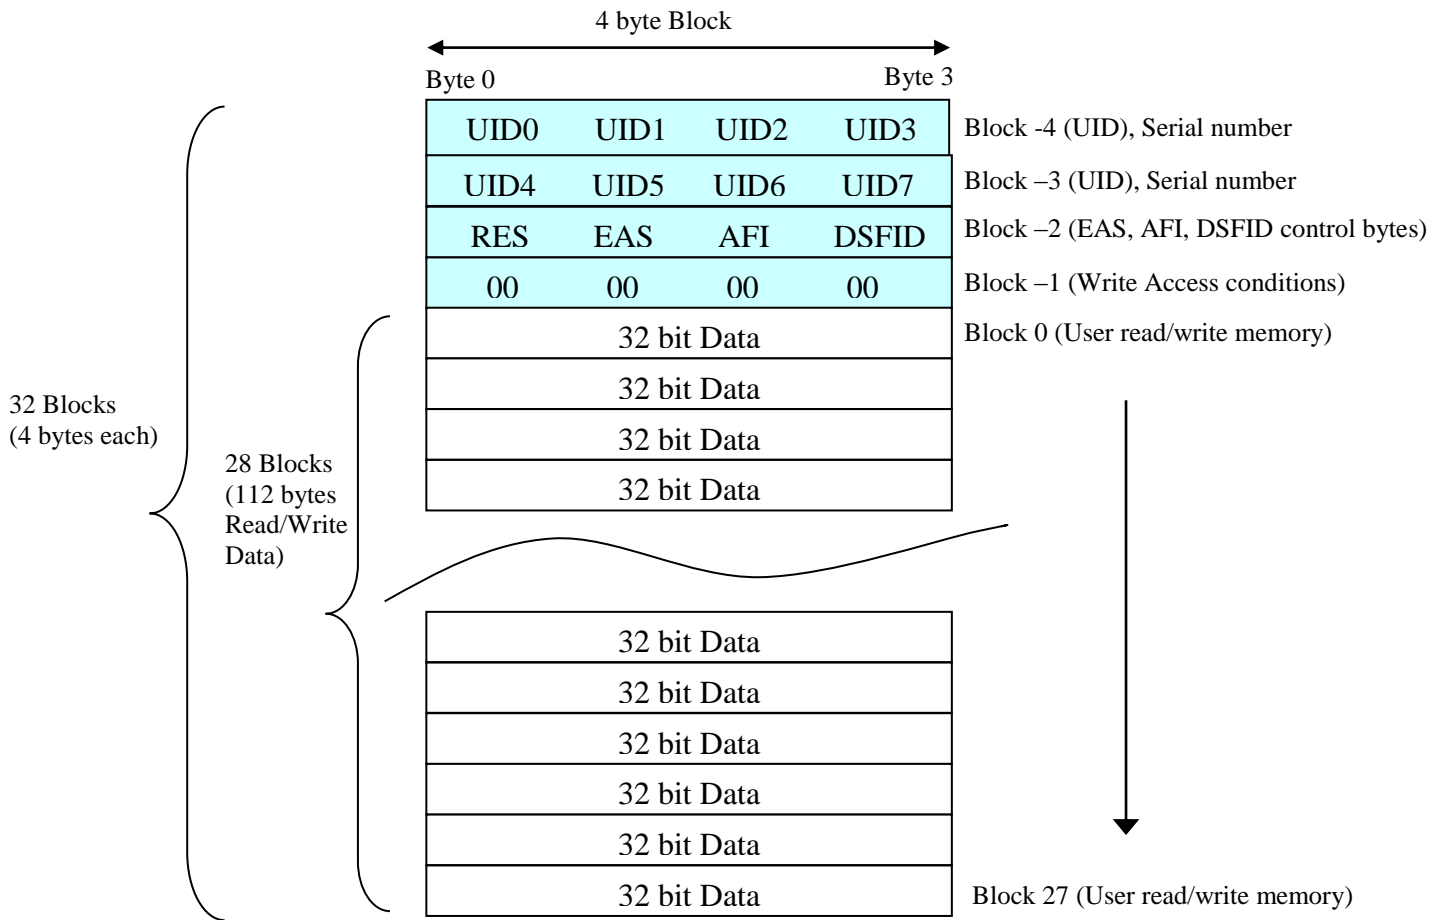 4 byte Block
Byte 0 Byte 3
UID0 UID1 UID2 UID3 Block -4 (UID), Serial number
UID4 UID5 UID6 UID7 Block –3 (UID), Serial number
RES EAS AFI DSFID Block –2 (EAS, AFI, DSFID control bytes)
00 00 00 00 Block –1 (Write Access conditions)
32 bit Data Block 0 (User read/write memory)
32 bit Data
32 bit Data
32 bit Data
32 Blocks
(4 bytes each)
28 Blocks
(112 bytes
Read/Write
Data)
32 bit Data
32 bit Data
32 bit Data
32 bit Data
32 bit Data
32 bit Data Block 27 (User read/write memory)